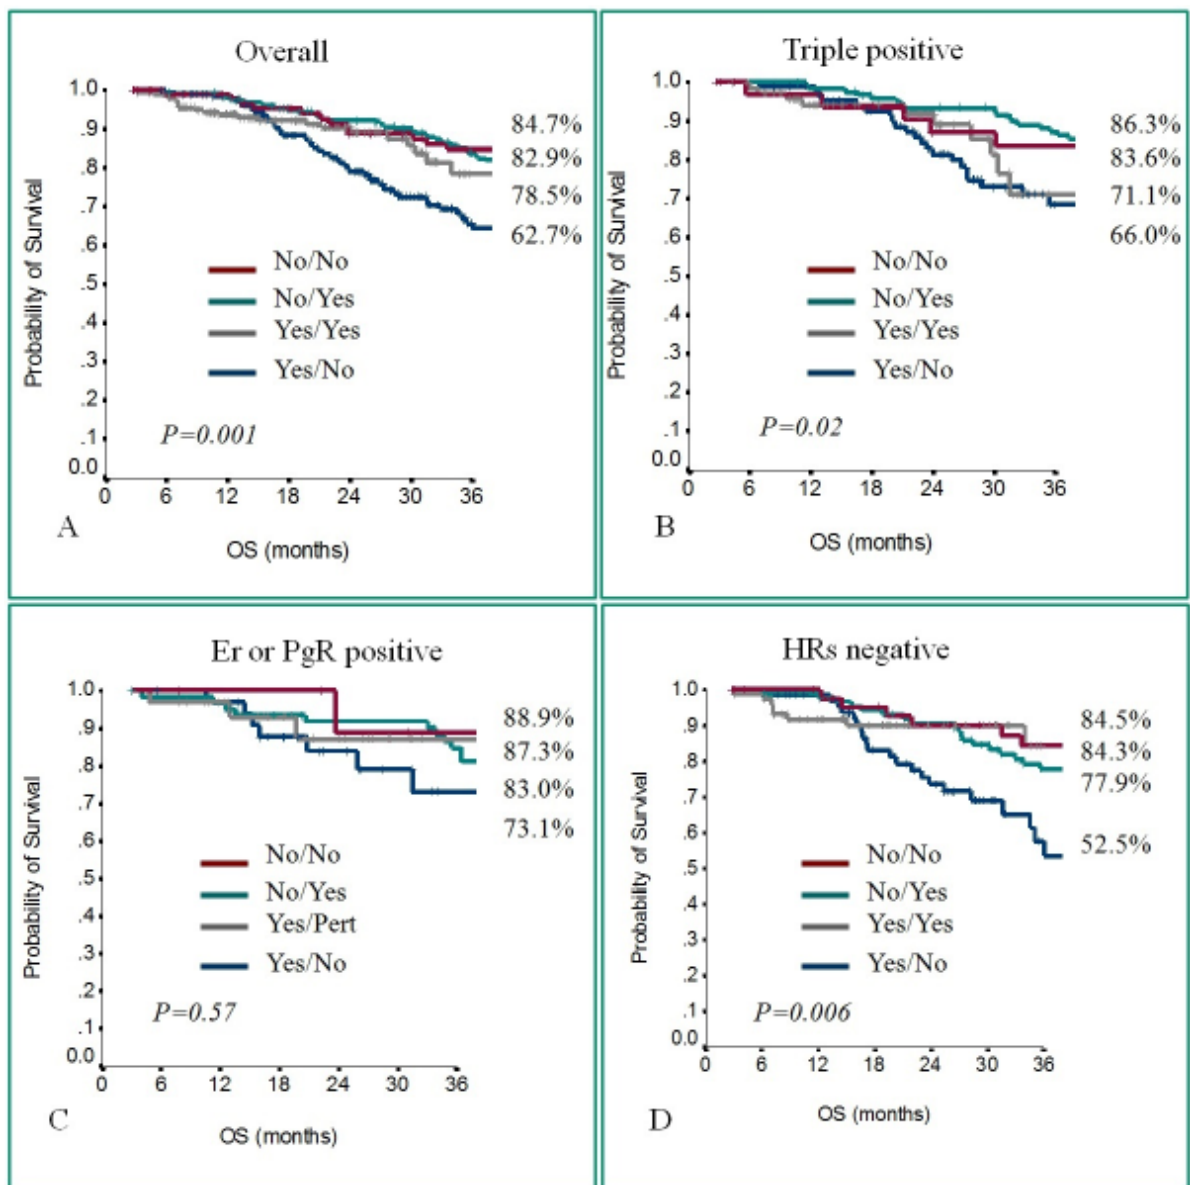 Overall
Probability of Survival
1.0
.9
.8
.7
.6
.5
.4
.3
.2
.1
0.0
84.7%
82.9%
78.5%
62.7%
No/No
No/Yes
Yes/Yes
Yes/No
P=0.001
0 6 12 18 24 30 36
A
OS (months)
Triple positive
Probability of Survival
1.0
.9
.8
.7
.6
.5
.4
.3
.2
.1
0.0
86.3%
83.6%
71.1%
66.0%
No/No
No/Yes
Yes/Yes
Yes/No
P=0.02
0 6 12 18 24 30 36
B
OS (months)
Er or PgR positive
Probability of Survival
1.0
.9
.8
.7
.6
.5
.4
.3
.2
.1
0.0
88.9%
87.3%
83.0%
73.1%
No/No
No/Yes
Yes/Pert
Yes/No
P=0.57
0 6 12 18 24 30 36
C
OS (months)
HRs negative
Probability of Survival
1.0
.9
.8
.7
.6
.5
.4
.3
.2
.1
0.0
84.5%
84.3%
77.9%
52.5%
No/No
No/Yes
Yes/Yes
Yes/No
P=0.006
0 6 12 18 24 30 36
D
OS (months)